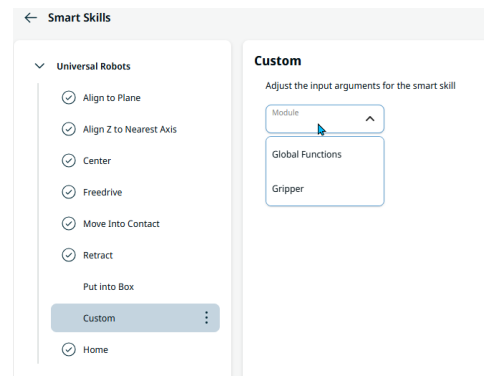 Smart Skills
Universal Robots
Align to Plane
Align Z to Nearest Axis
Center
Freedrive
Move Into Contact
Retract
Put into Box
Custom
Home
Custom
Adjust the input arguments for the smart skill
Module
Global Functions
Gripper